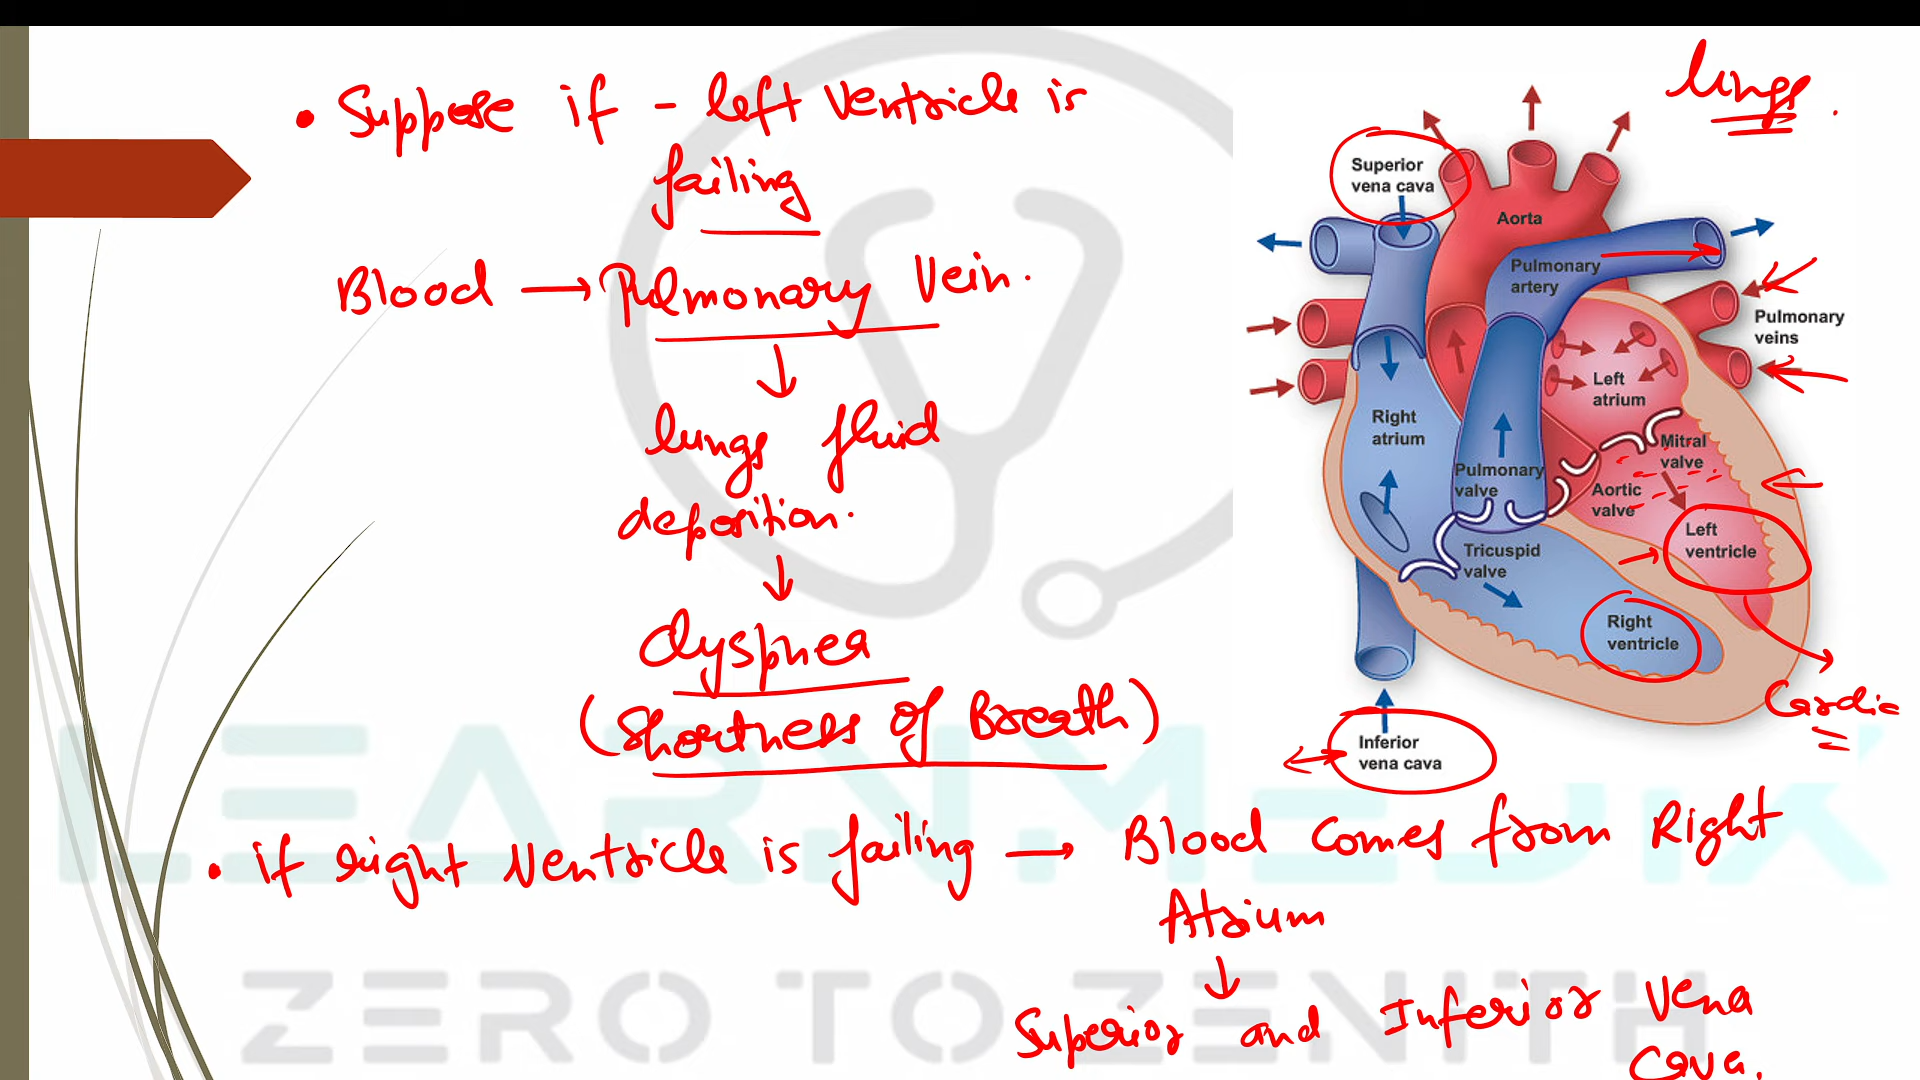 • Suppose if - left Ventricle is
failing
Blood → Pulmonary Vein.
↓
lungs fluid
deposition.
↓
dyspnea
(Shortness of Breath)
• if right Ventricle is failing → Blood Comes from Right
Atrium
↓
Superior and Inferior Vena
Cava.
lungs.
Superior
vena cava
Aorta
Pulmonary
artery
Pulmonary
veins
Left
atrium
Right
atrium
Mitral
valve
Pulmonary
valve
Aortic
valve
Left
ventricle
Tricuspid
valve
Right
ventricle
Cardic
Inferior
vena cava
LEARNMEDIX
ZERO TO ZENITH